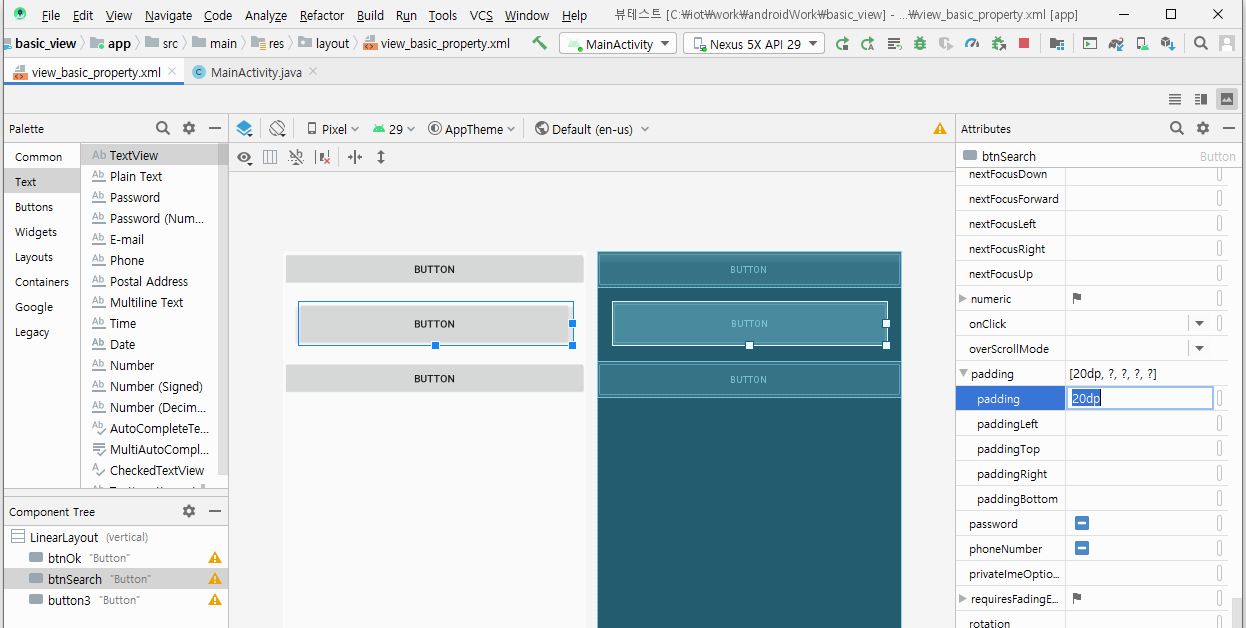 File Edit View Navigate Code Analyze Refactor Build Run Tools VCS Window Help 뷰테스트 [C:₩iot₩work₩androidWork₩basic_view] - ...₩view_basic_property.xml [app]
basic_view app src main res layout view_basic_property.xml MainActivity Nexus 5X API 29
view_basic_property.xml MainActivity.java
Palette
Pixel 29 AppTheme Default (en-us)
Attributes
Common
Text
Buttons
Widgets
Layouts
Containers
Google
Legacy
Ab TextView
Ab Plain Text
Ab Password
Ab Password (Num...
Ab E-mail
Ab Phone
Ab Postal Address
Ab Multiline Text
Ab Time
Ab Date
Ab Number
Ab Number (Signed)
Ab Number (Decim...
AutoCompleteTe...
MultiAutoCompl...
CheckedTextView
BUTTON BUTTON
BUTTON BUTTON
BUTTON BUTTON
Component Tree
LinearLayout (vertical)
btnOk "Button"
btnSearch "Button"
button3 "Button"
btnSearch Button
nextFocusDown
nextFocusForward
nextFocusLeft
nextFocusRight
nextFocusUp
numeric
onClick
overScrollMode
padding [20dp, ?, ?, ?, ?]
padding 20dp
paddingLeft
paddingTop
paddingRight
paddingBottom
password
phoneNumber
privateImeOptio...
requiresFadingE...
rotation